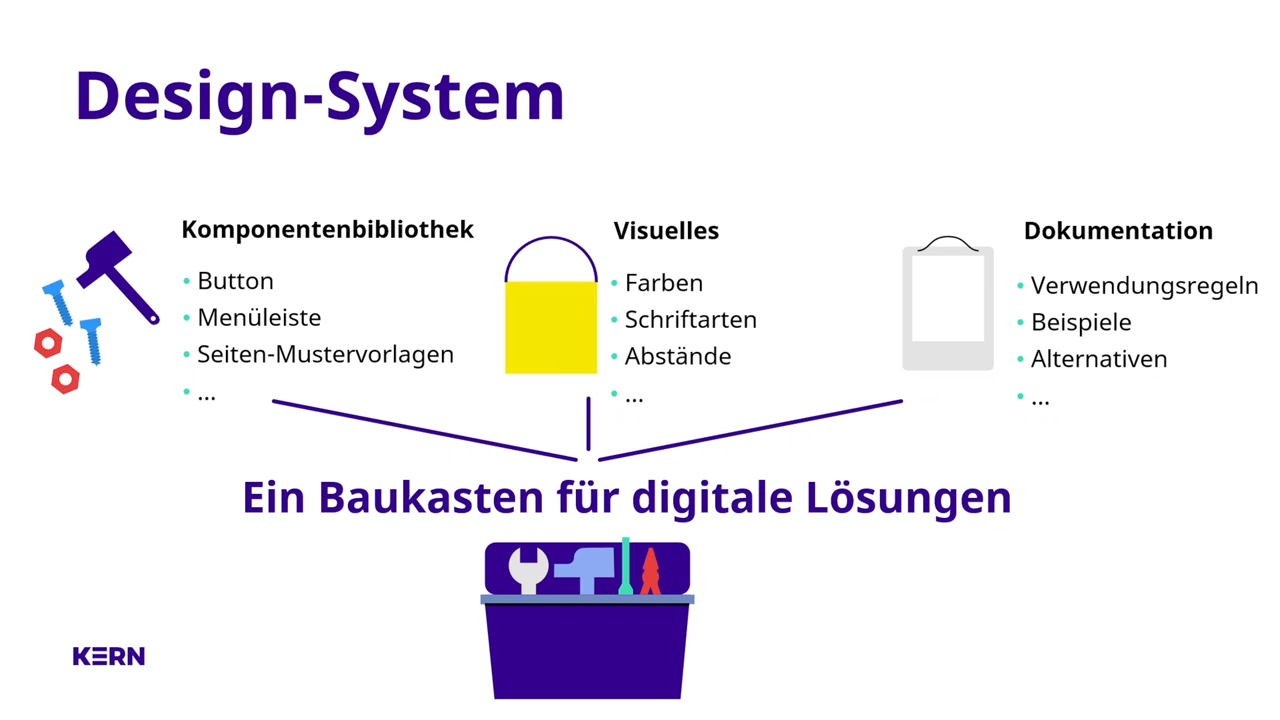 Design-System
Komponentenbibliothek
• Button
• Menüleiste
• Seiten-Mustervorlagen
• ...
Visuelles
• Farben
• Schriftarten
• Abstände
• ...
Dokumentation
• Verwendungsregeln
• Beispiele
• Alternativen
• ...
Ein Baukasten für digitale Lösungen
KERN